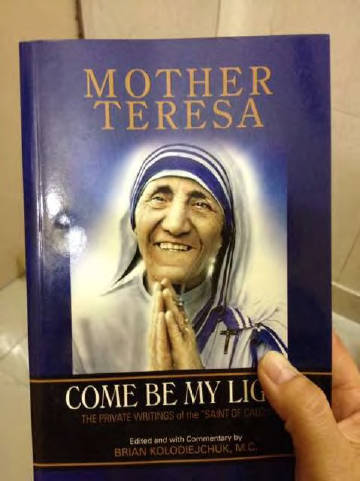 MOTHER
TERESA
COME BE MY LIG
THE PRIVATE WRITINGS of the "SAINT OF CALC
Edited and with Commentary by
BRIAN KOLODIEJCHUK, M.C.